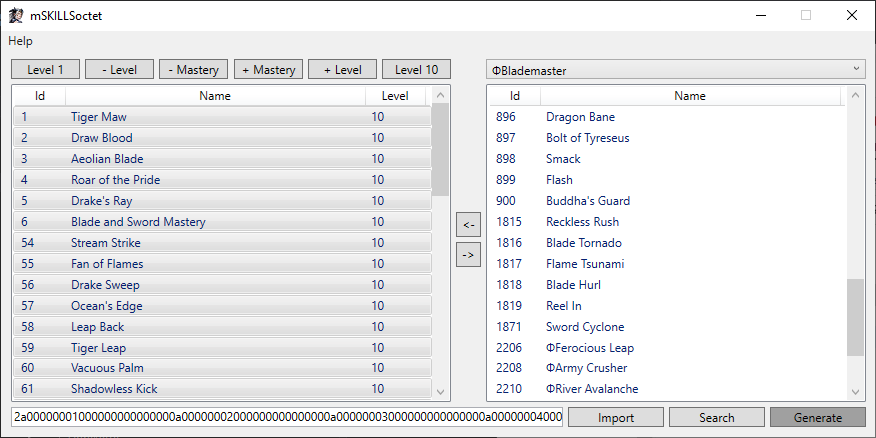 mSKILLSoctet
Help
Level 1 - Level - Mastery + Mastery + Level Level 10
ΦBlademaster
Id Name Level
1 Tiger Maw 10
2 Draw Blood 10
3 Aeolian Blade 10
4 Roar of the Pride 10
5 Drake's Ray 10
6 Blade and Sword Mastery 10
54 Stream Strike 10
55 Fan of Flames 10
56 Drake Sweep 10
57 Ocean's Edge 10
58 Leap Back 10
59 Tiger Leap 10
60 Vacuous Palm 10
61 Shadowless Kick 10
<-
->
Id Name
896 Dragon Bane
897 Bolt of Tyreseus
898 Smack
899 Flash
900 Buddha's Guard
1815 Reckless Rush
1816 Blade Tornado
1817 Flame Tsunami
1818 Blade Hurl
1819 Reel In
1871 Sword Cyclone
2206 ΦFerocious Leap
2208 ΦArmy Crusher
2210 ΦRiver Avalanche
2a00000001000000000000000a00000002000000000000000a00000003000000000000000a00000004000
Import Search Generate